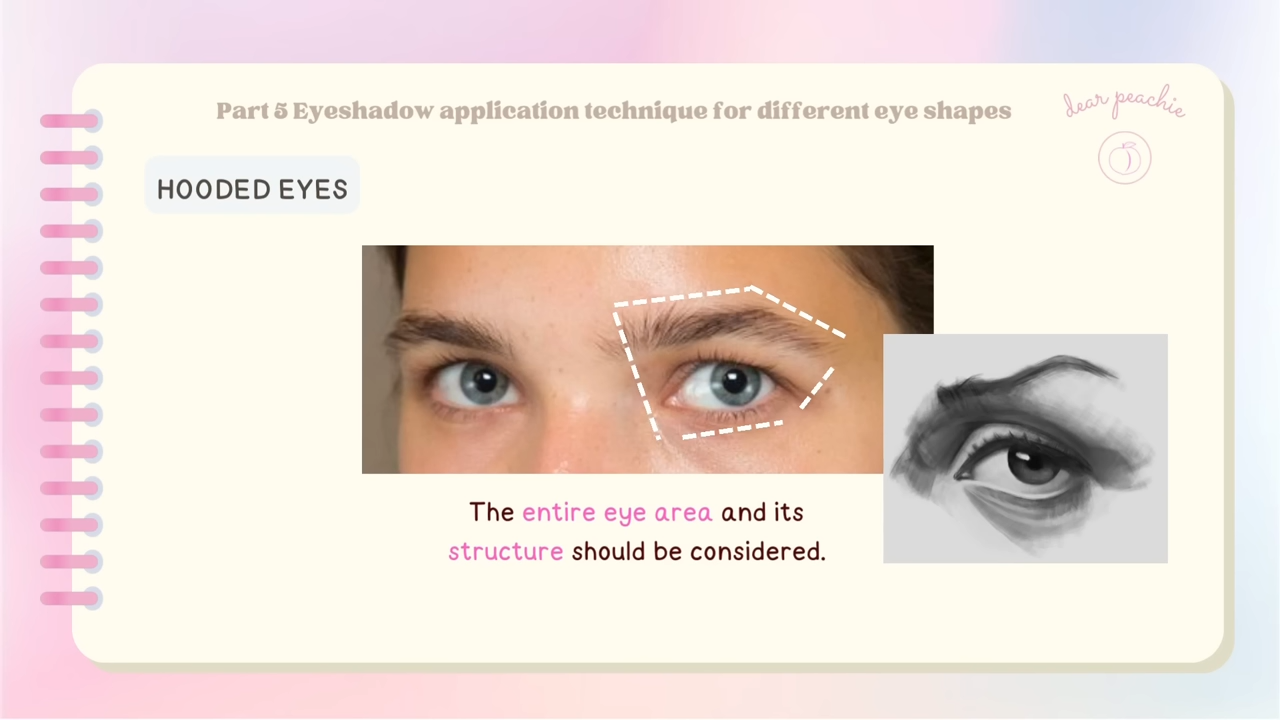 Part 5 Eyeshadow application technique for different eye shapes
dear peachie
HOODED EYES
The entire eye area and its
structure should be considered.